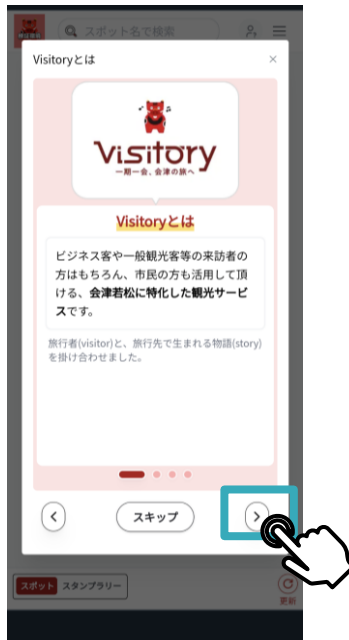 スポット名で検索
Visitoryとは
×
Visitory
一期一会、会津の旅へ
Visitoryとは
ビジネス客や一般観光客等の来訪者の
方はもちろん、市民の方も活用して頂
ける、会津若松に特化した観光サービ
スです。
旅行者(visitor)と、旅行先で生まれる物語(story)
を掛け合わせました。
スキップ
スポット スタンプラリー
更新